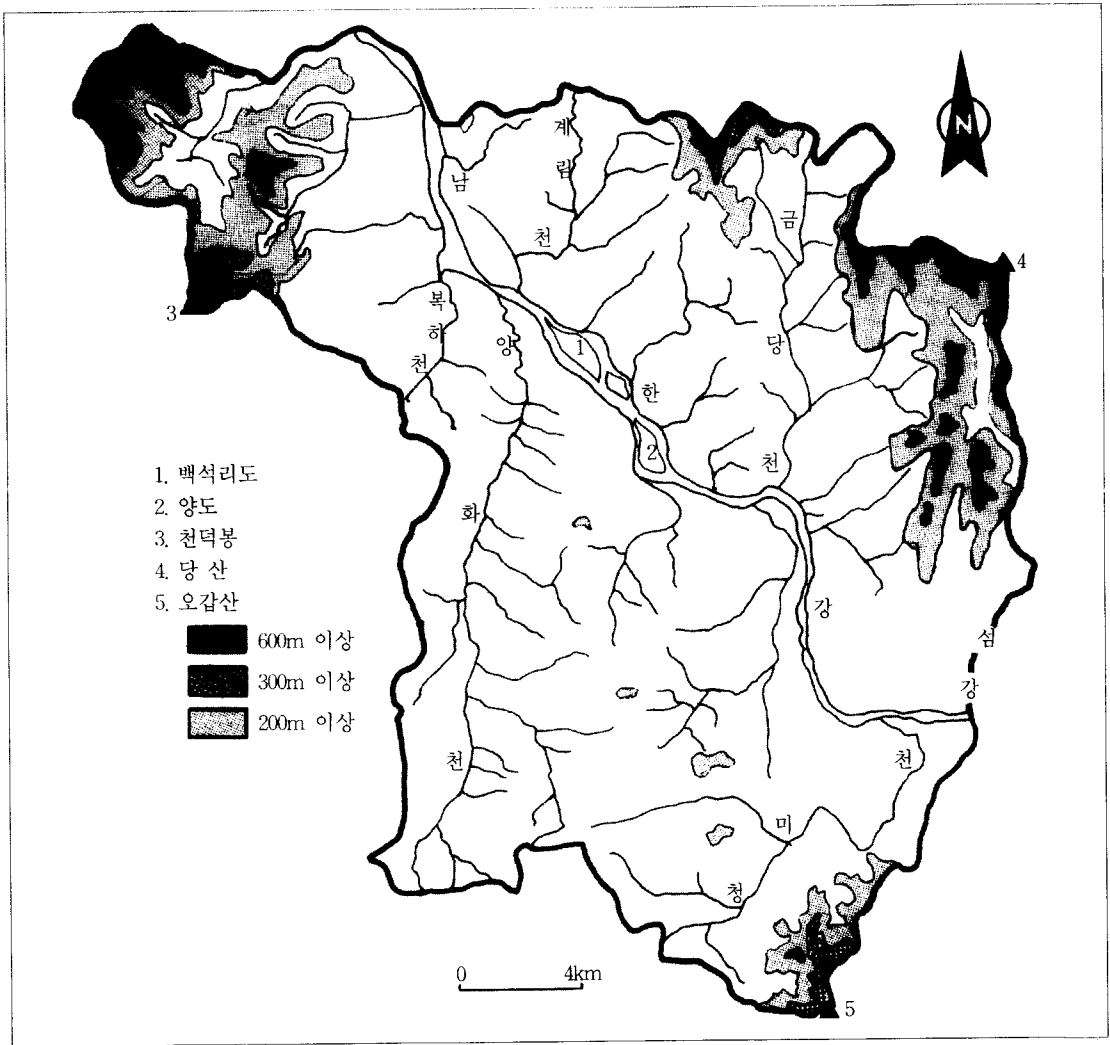 N
계림천
남한강
금당천
복하천
양화천
청미천
섬강
1
2
3
4
5
1. 백석리도
2. 양도
3. 천덕봉
4. 당 산
5. 오갑산
600m 이상
300m 이상
200m 이상
0 4km